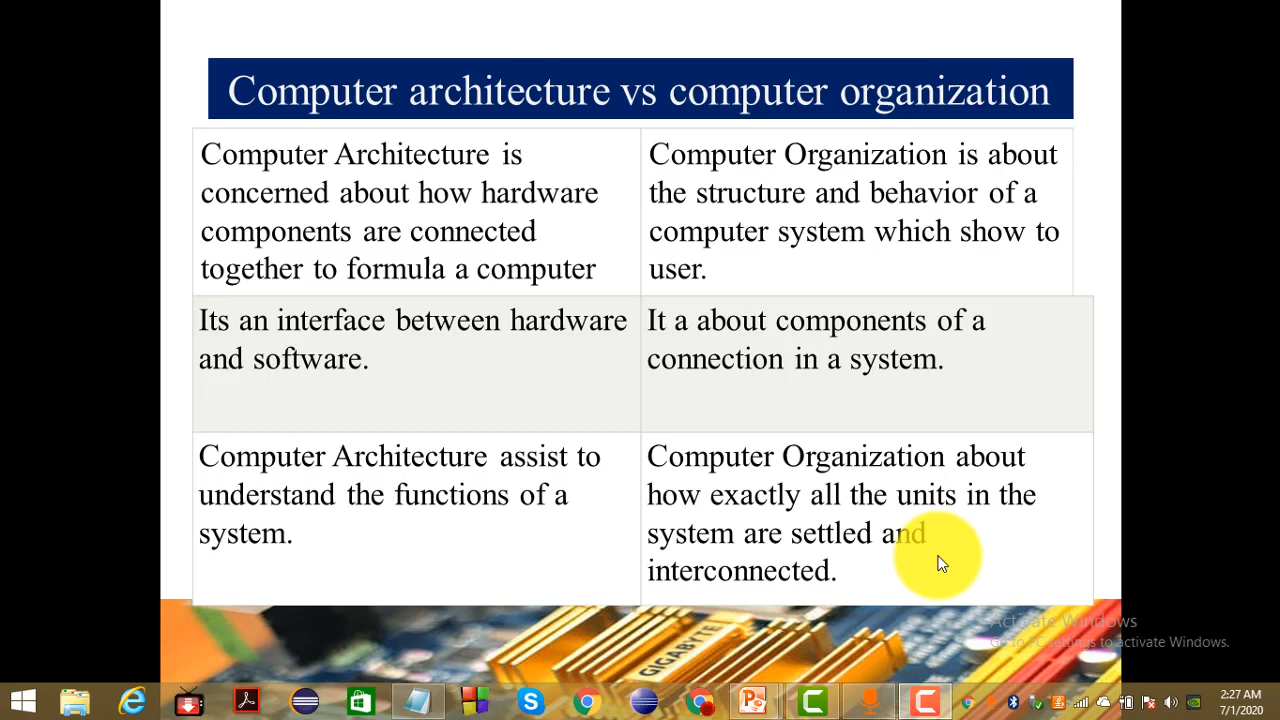 Computer architecture vs computer organization
Computer Architecture is
concerned about how hardware
components are connected
together to formula a computer
Computer Organization is about
the structure and behavior of a
computer system which show to
user.
Its an interface between hardware
and software.
It a about components of a
connection in a system.
Computer Architecture assist to
understand the functions of a
system.
Computer Organization about
how exactly all the units in the
system are settled and
interconnected.
GIGABYTE
Activate Windows
Go to PC settings to activate Windows.
2:27 AM
7/1/2020